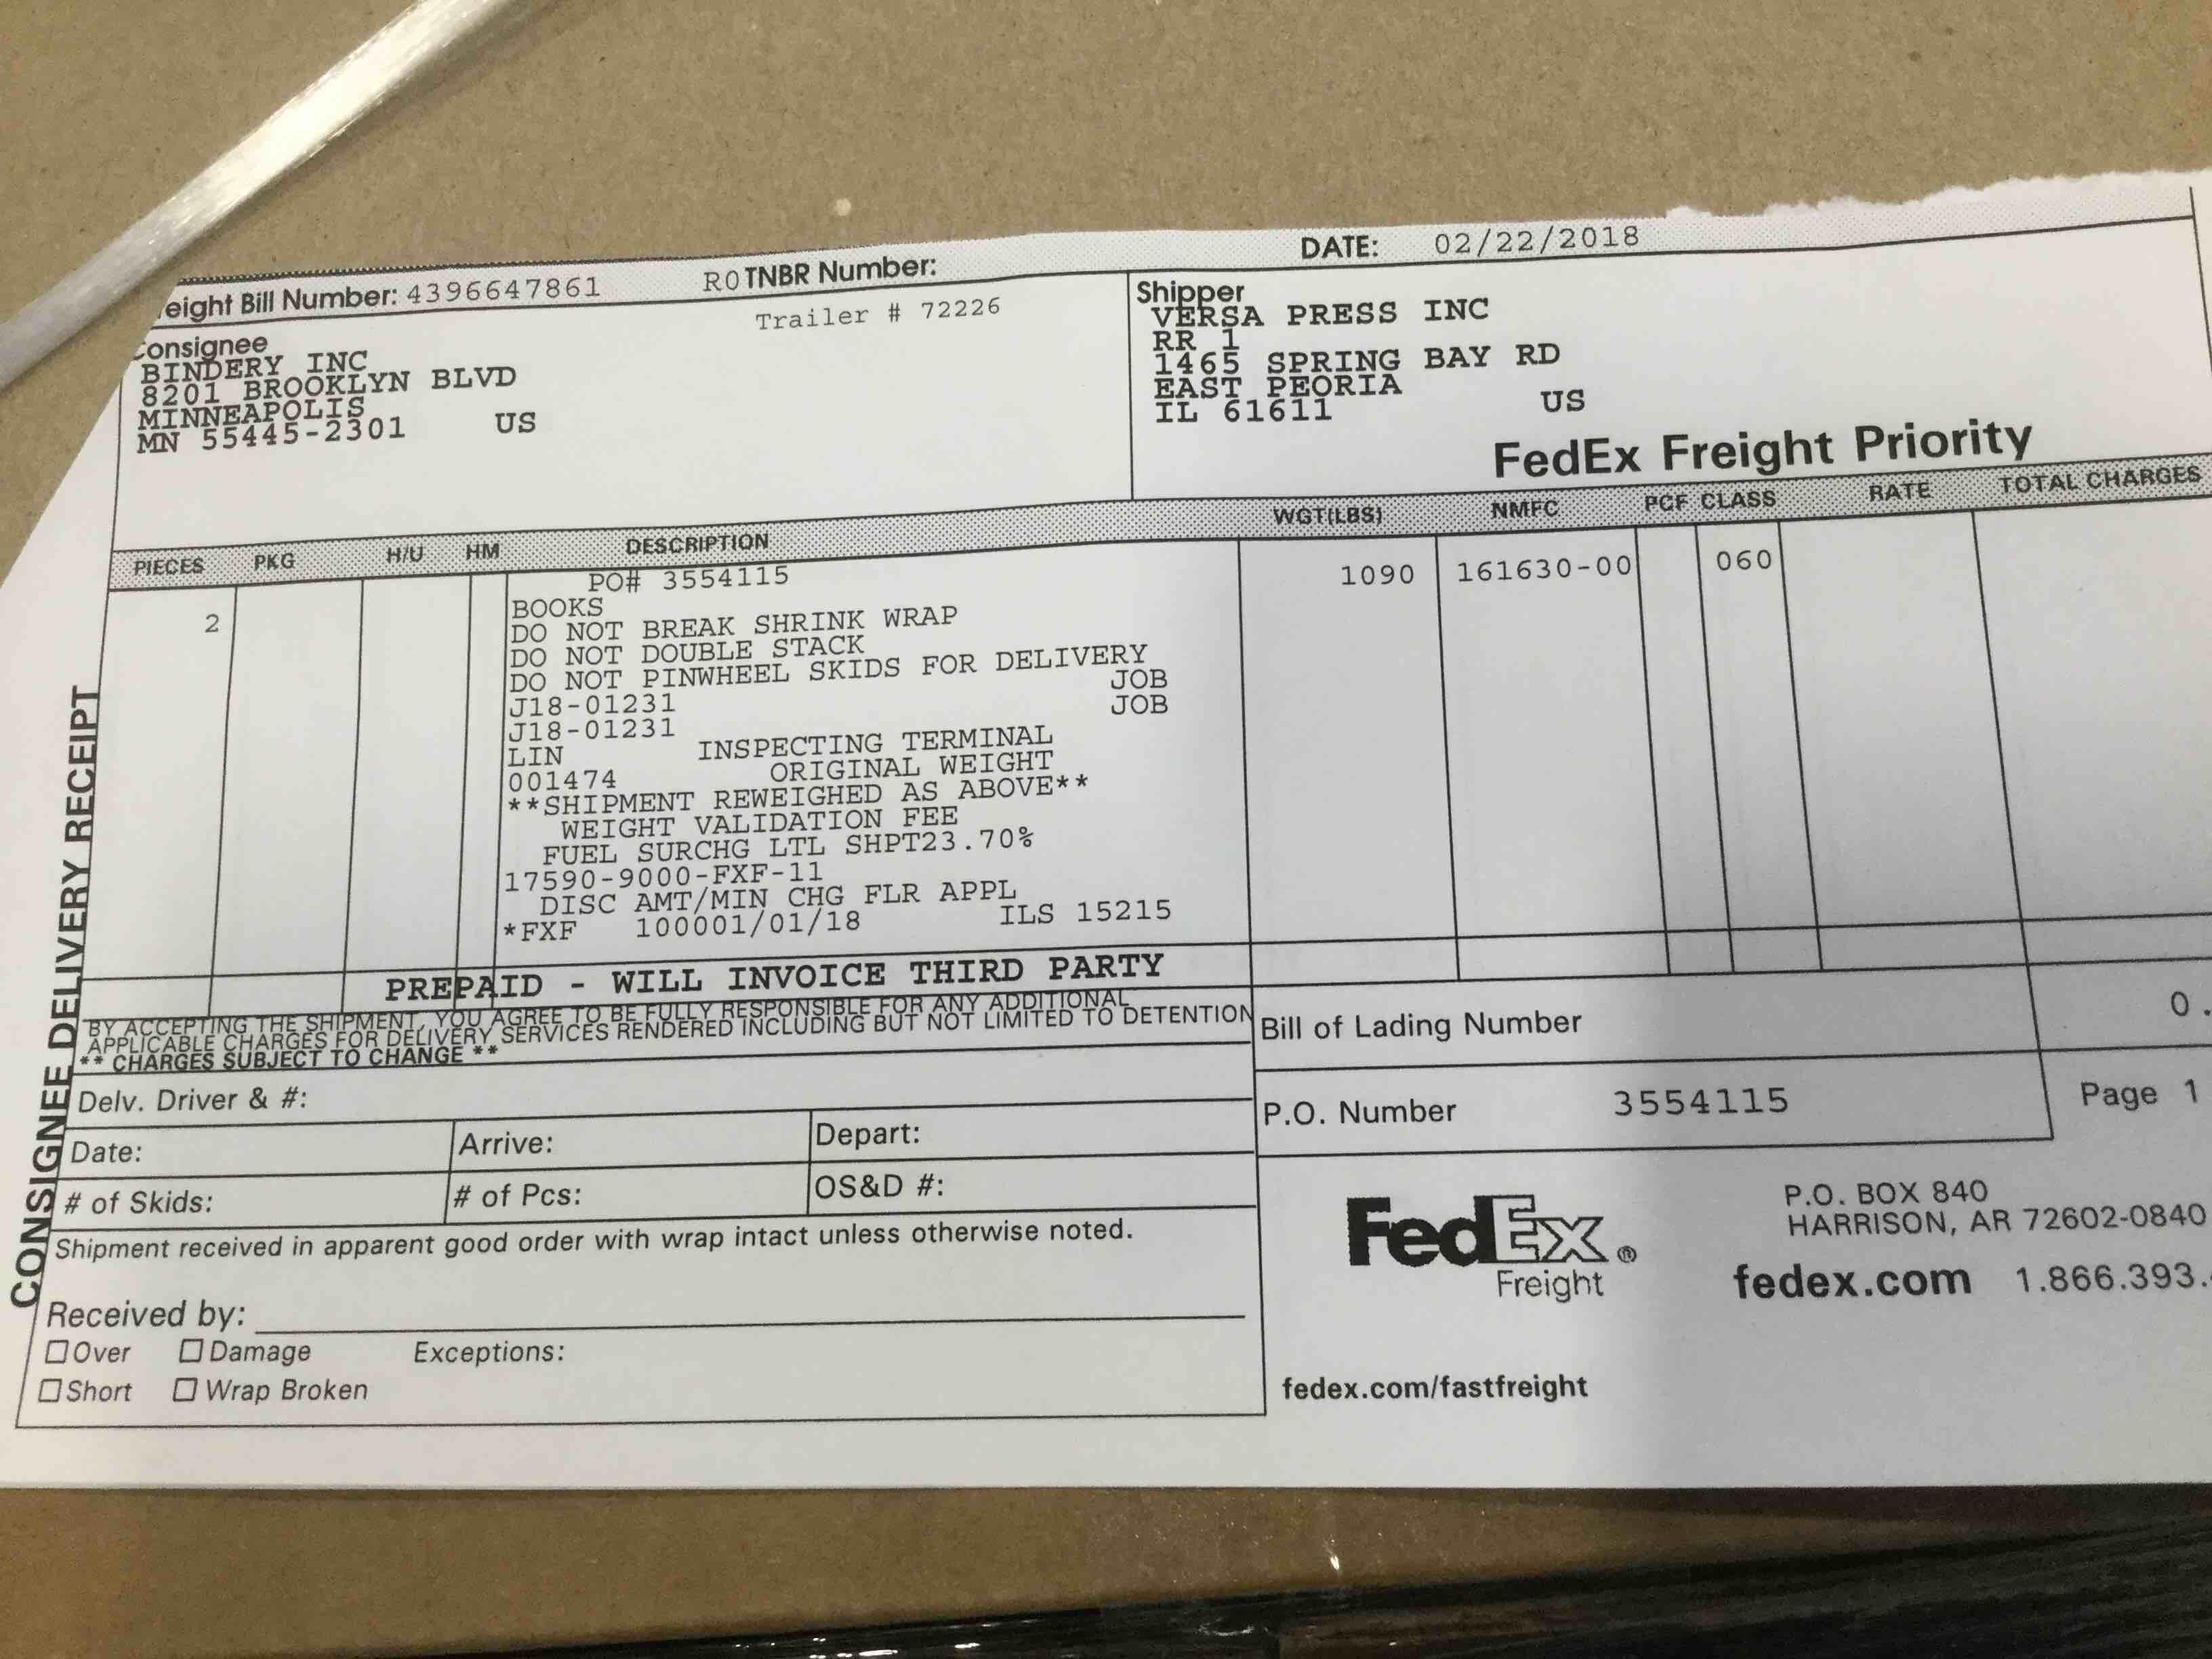 DATE: 02/22/2018
eight Bill Number: 4396647861 R0TNBR Number:
Trailer # 72226
Consignee
BINDERY INC
8201 BROOKLYN BLVD
MINNEAPOLIS
MN 55445-2301 US
Shipper
VERSA PRESS INC
RR 1
1465 SPRING BAY RD
EAST PEORIA
IL 61611 US
FedEx Freight Priority
PIECES PKG H/U HM DESCRIPTION WGT(LBS) NMFC PCF CLASS RATE TOTAL CHARGES
PO# 3554115 1090 161630-00 060
2 BOOKS
DO NOT BREAK SHRINK WRAP
DO NOT DOUBLE STACK
DO NOT PINWHEEL SKIDS FOR DELIVERY
J18-01231 JOB
J18-01231 JOB
LIN INSPECTING TERMINAL
001474 ORIGINAL WEIGHT
**SHIPMENT REWEIGHED AS ABOVE**
WEIGHT VALIDATION FEE
FUEL SURCHG LTL SHPT23.70%
17590-9000-FXF-11
DISC AMT/MIN CHG FLR APPL
*FXF 100001/01/18 ILS 15215
PREPAID - WILL INVOICE THIRD PARTY
BY ACCEPTING THE SHIPMENT, YOU AGREE TO BE FULLY RESPONSIBLE FOR ANY ADDITIONAL
APPLICABLE CHARGES FOR DELIVERY SERVICES RENDERED INCLUDING BUT NOT LIMITED TO DETENTION
** CHARGES SUBJECT TO CHANGE **
Bill of Lading Number 0.
P.O. Number 3554115 Page 1
CONSIGNEE DELIVERY RECEIPT
Delv. Driver & #:
Date: Arrive: Depart:
# of Skids: # of Pcs: OS&D #:
Shipment received in apparent good order with wrap intact unless otherwise noted.
Received by:
Over Damage Exceptions:
Short Wrap Broken
FedEx®
Freight
P.O. BOX 840
HARRISON, AR 72602-0840
fedex.com 1.866.393.
fedex.com/fastfreight